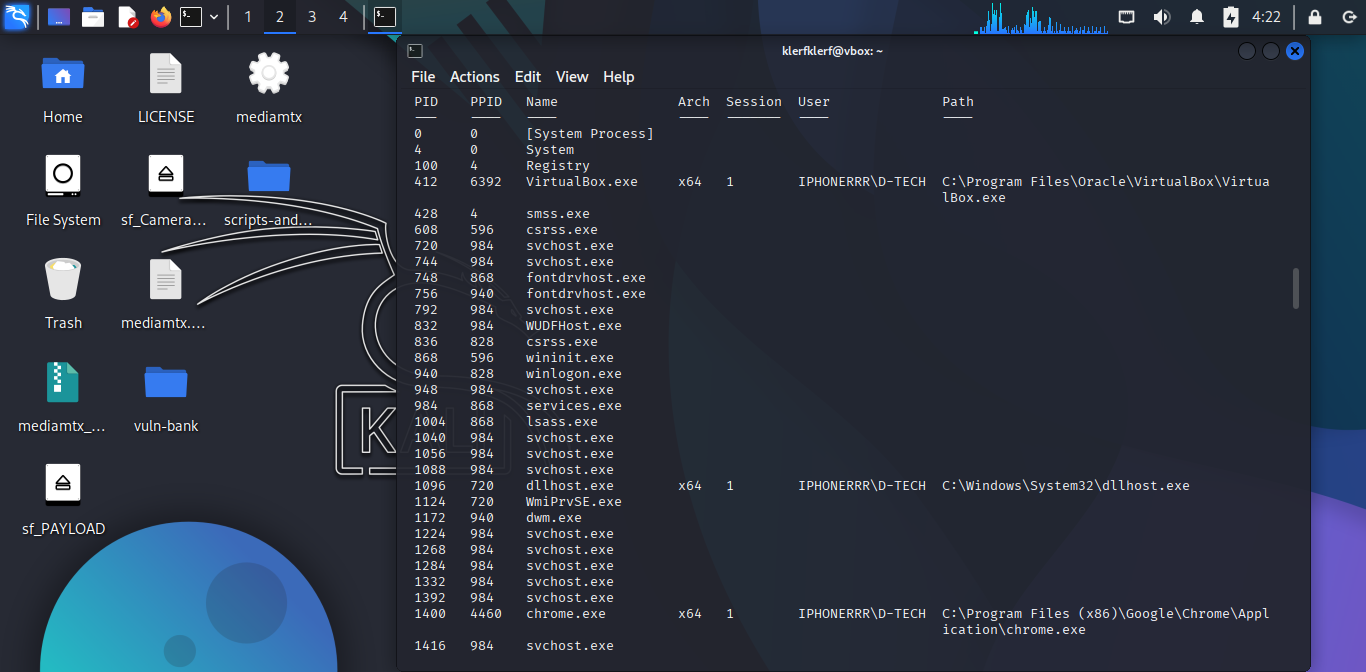 1 2 3 4
4:22
Home
LICENSE
mediamtx
File System
sf_Camera...
scripts-and...
Trash
mediamtx....
mediamtx_...
vuln-bank
sf_PAYLOAD
klerfklerf@vbox: ~
File Actions Edit View Help
PID PPID Name Arch Session User Path
0 0 [System Process]
4 0 System
100 4 Registry
412 6392 VirtualBox.exe x64 1 IPHONERRR\D-TECH C:\Program Files\Oracle\VirtualBox\Virtua
lBox.exe
428 4 smss.exe
608 596 csrss.exe
720 984 svchost.exe
744 984 svchost.exe
748 868 fontdrvhost.exe
756 940 fontdrvhost.exe
792 984 svchost.exe
832 984 WUDFHost.exe
836 828 csrss.exe
868 596 wininit.exe
940 828 winlogon.exe
948 984 svchost.exe
984 868 services.exe
1004 868 lsass.exe
1040 984 svchost.exe
1056 984 svchost.exe
1088 984 svchost.exe
1096 720 dllhost.exe x64 1 IPHONERRR\D-TECH C:\Windows\System32\dllhost.exe
1124 720 WmiPrvSE.exe
1172 940 dwm.exe
1224 984 svchost.exe
1268 984 svchost.exe
1284 984 svchost.exe
1332 984 svchost.exe
1392 984 svchost.exe
1400 4460 chrome.exe x64 1 IPHONERRR\D-TECH C:\Program Files (x86)\Google\Chrome\Appl
ication\chrome.exe
1416 984 svchost.exe
KALI